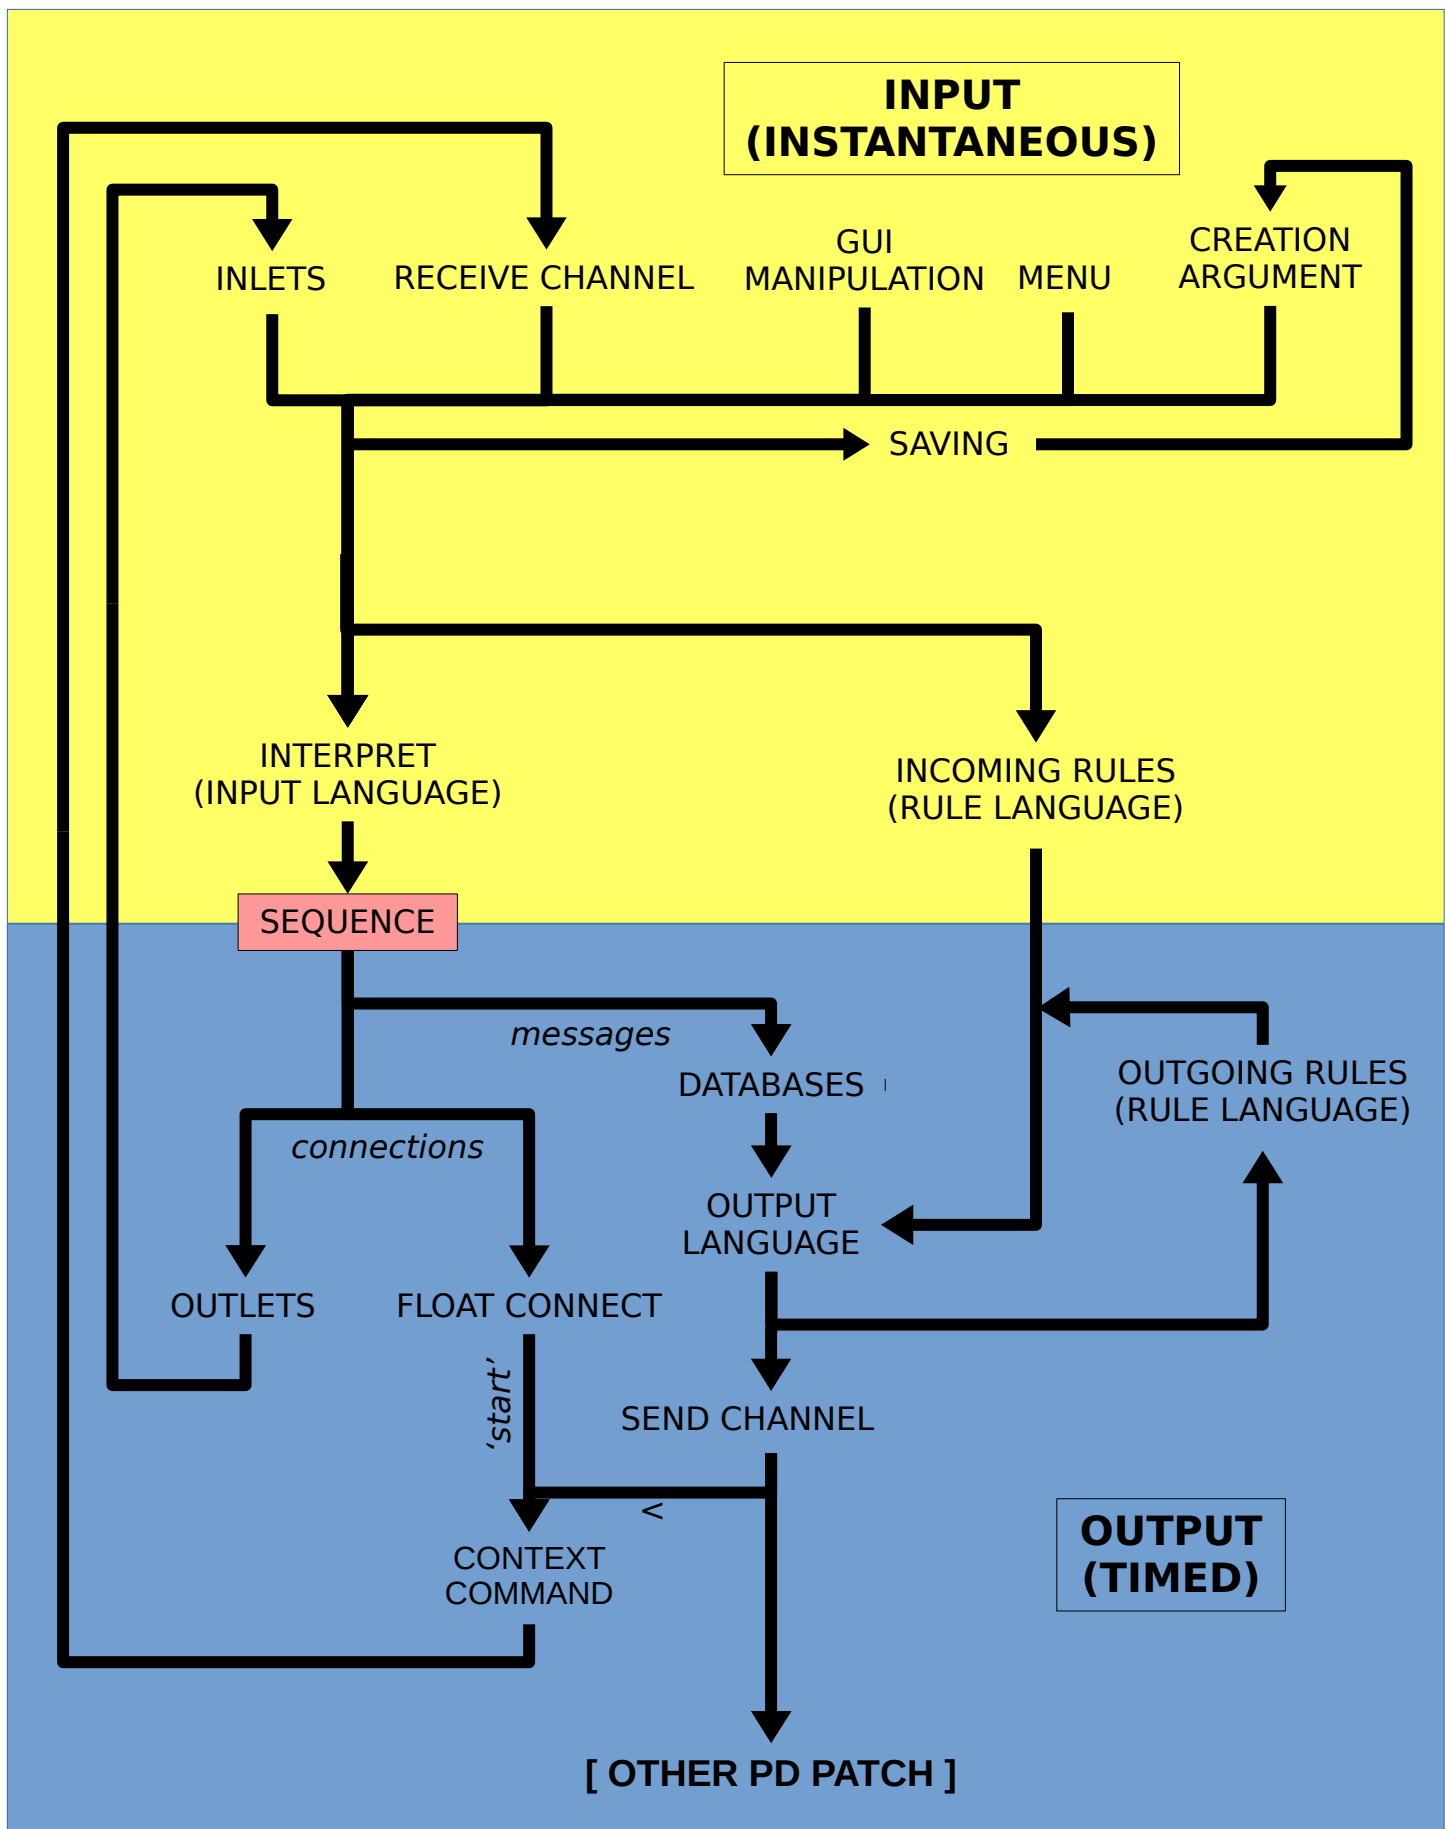 INPUT
(INSTANTANEOUS)
INLETS
RECEIVE CHANNEL
GUI
MANIPULATION
MENU
CREATION
ARGUMENT
SAVING
INTERPRET
(INPUT LANGUAGE)
INCOMING RULES
(RULE LANGUAGE)
SEQUENCE
messages
DATABASES
OUTGOING RULES
(RULE LANGUAGE)
connections
OUTPUT
LANGUAGE
OUTLETS
FLOAT CONNECT
‘start’
SEND CHANNEL
<
CONTEXT
COMMAND
OUTPUT
(TIMED)
[ OTHER PD PATCH ]